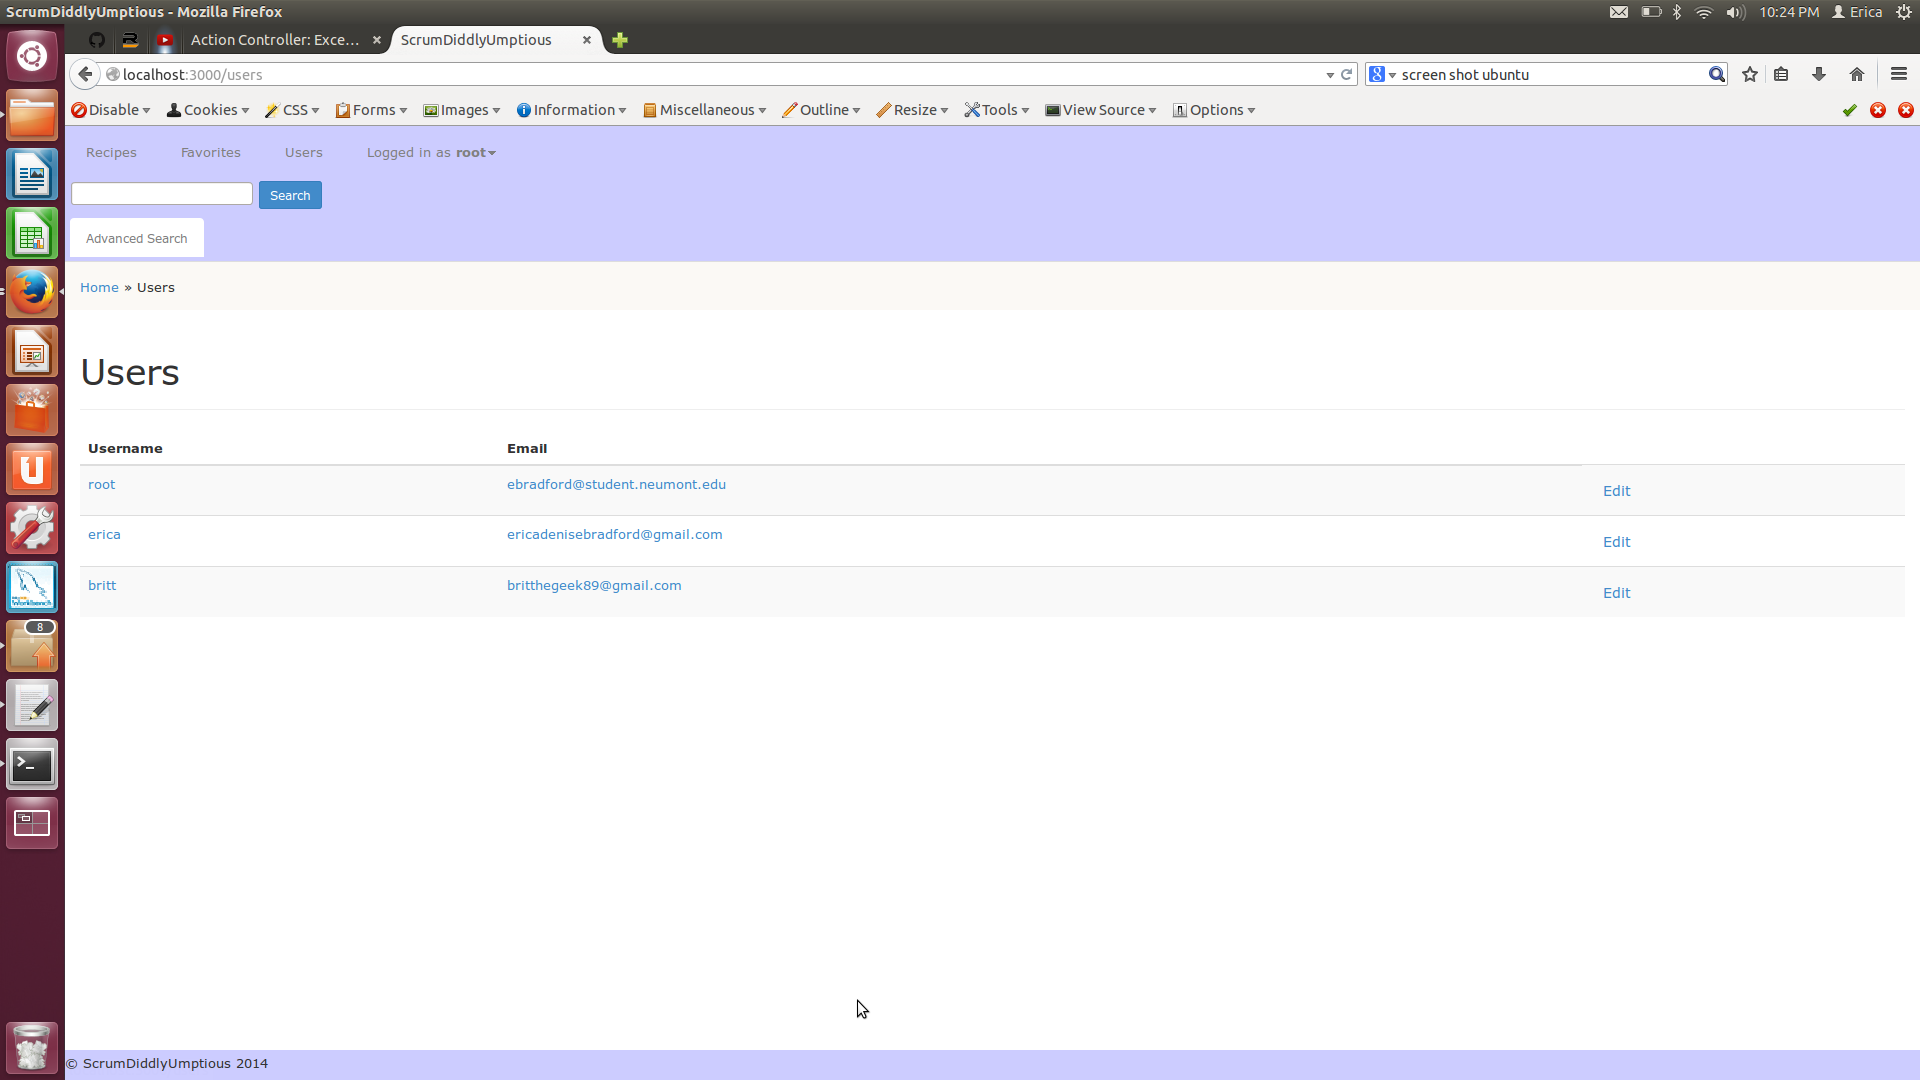 ScrumDiddlyUmptious - Mozilla Firefox
10:24 PM Erica
Action Controller: Exce...
ScrumDiddlyUmptious
localhost:3000/users
screen shot ubuntu
Disable Cookies CSS Forms Images Information Miscellaneous Outline Resize Tools View Source Options
Recipes Favorites Users Logged in as root
Search
Advanced Search
Home » Users
Users
Username Email
root ebradford@student.neumont.edu Edit
erica ericadenisebradford@gmail.com Edit
britt britthegeek89@gmail.com Edit
8
© ScrumDiddlyUmptious 2014